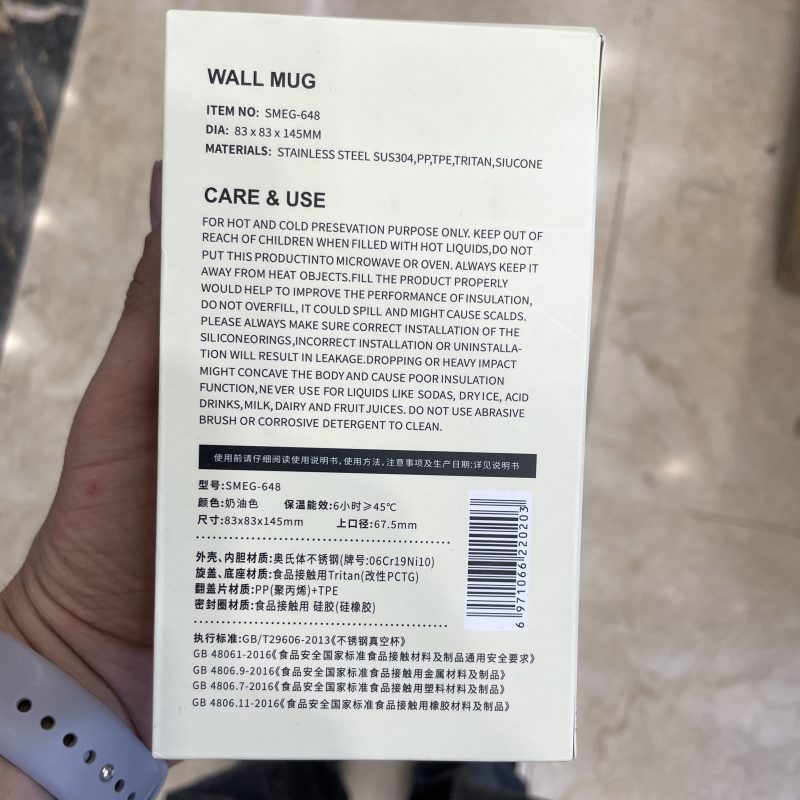 WALL MUG
ITEM NO: SMEG-648
DIA: 83 x 83 x 145MM
MATERIALS: STAINLESS STEEL SUS304,PP,TPE,TRITAN,SIUCONE
CARE & USE
FOR HOT AND COLD PRESEVATION PURPOSE ONLY. KEEP OUT OF
REACH OF CHILDREN WHEN FILLED WITH HOT LIQUIDS,DO NOT
PUT THIS PRODUCTINTO MICROWAVE OR OVEN. ALWAYS KEEP IT
AWAY FROM HEAT OBJECTS.FILL THE PRODUCT PROPERLY
WOULD HELP TO IMPROVE THE PERFORMANCE OF INSULATION,
DO NOT OVERFILL, IT COULD SPILL AND MIGHT CAUSE SCALDS.
PLEASE ALWAYS MAKE SURE CORRECT INSTALLATION OF THE
SILICONEORINGS,INCORRECT INSTALLATION OR UNINSTALLA-
TION WILL RESULT IN LEAKAGE.DROPPING OR HEAVY IMPACT
MIGHT CONCAVE THE BODY AND CAUSE POOR INSULATION
FUNCTION,NEVER USE FOR LIQUIDS LIKE SODAS, DRY ICE, ACID
DRINKS,MILK,DAIRY AND FRUIT JUICES. DO NOT USE ABRASIVE
BRUSH OR CORROSIVE DETERGENT TO CLEAN.
使用前请仔细阅读使用说明书,使用方法,注意事项及生产日期:详见说明书
型号:SMEG-648
颜色:奶油色 保温能效:6小时≥45℃
尺寸:83x83x145mm 上口径:67.5mm
外壳、内胆材质:奥氏体不锈钢(牌号:06Cr19Ni10)
旋盖、底座材质:食品接触用Tritan(改性PCTG)
翻盖片材质:PP(聚丙烯)+TPE
密封圈材质:食品接触用 硅胶(硅橡胶)
执行标准:GB/T29606-2013《不锈钢真空杯》
GB 48061-2016《食品安全国家标准食品接触材料及制品通用安全要求》
GB 4806.9-2016《食品安全国家标准食品接触用金属材料及制品》
GB 4806.7-2016《食品安全国家标准食品接触用塑料材料及制品》
GB 4806.11-2016《食品安全国家标准食品接触用橡胶材料及制品》
6 971066 220203